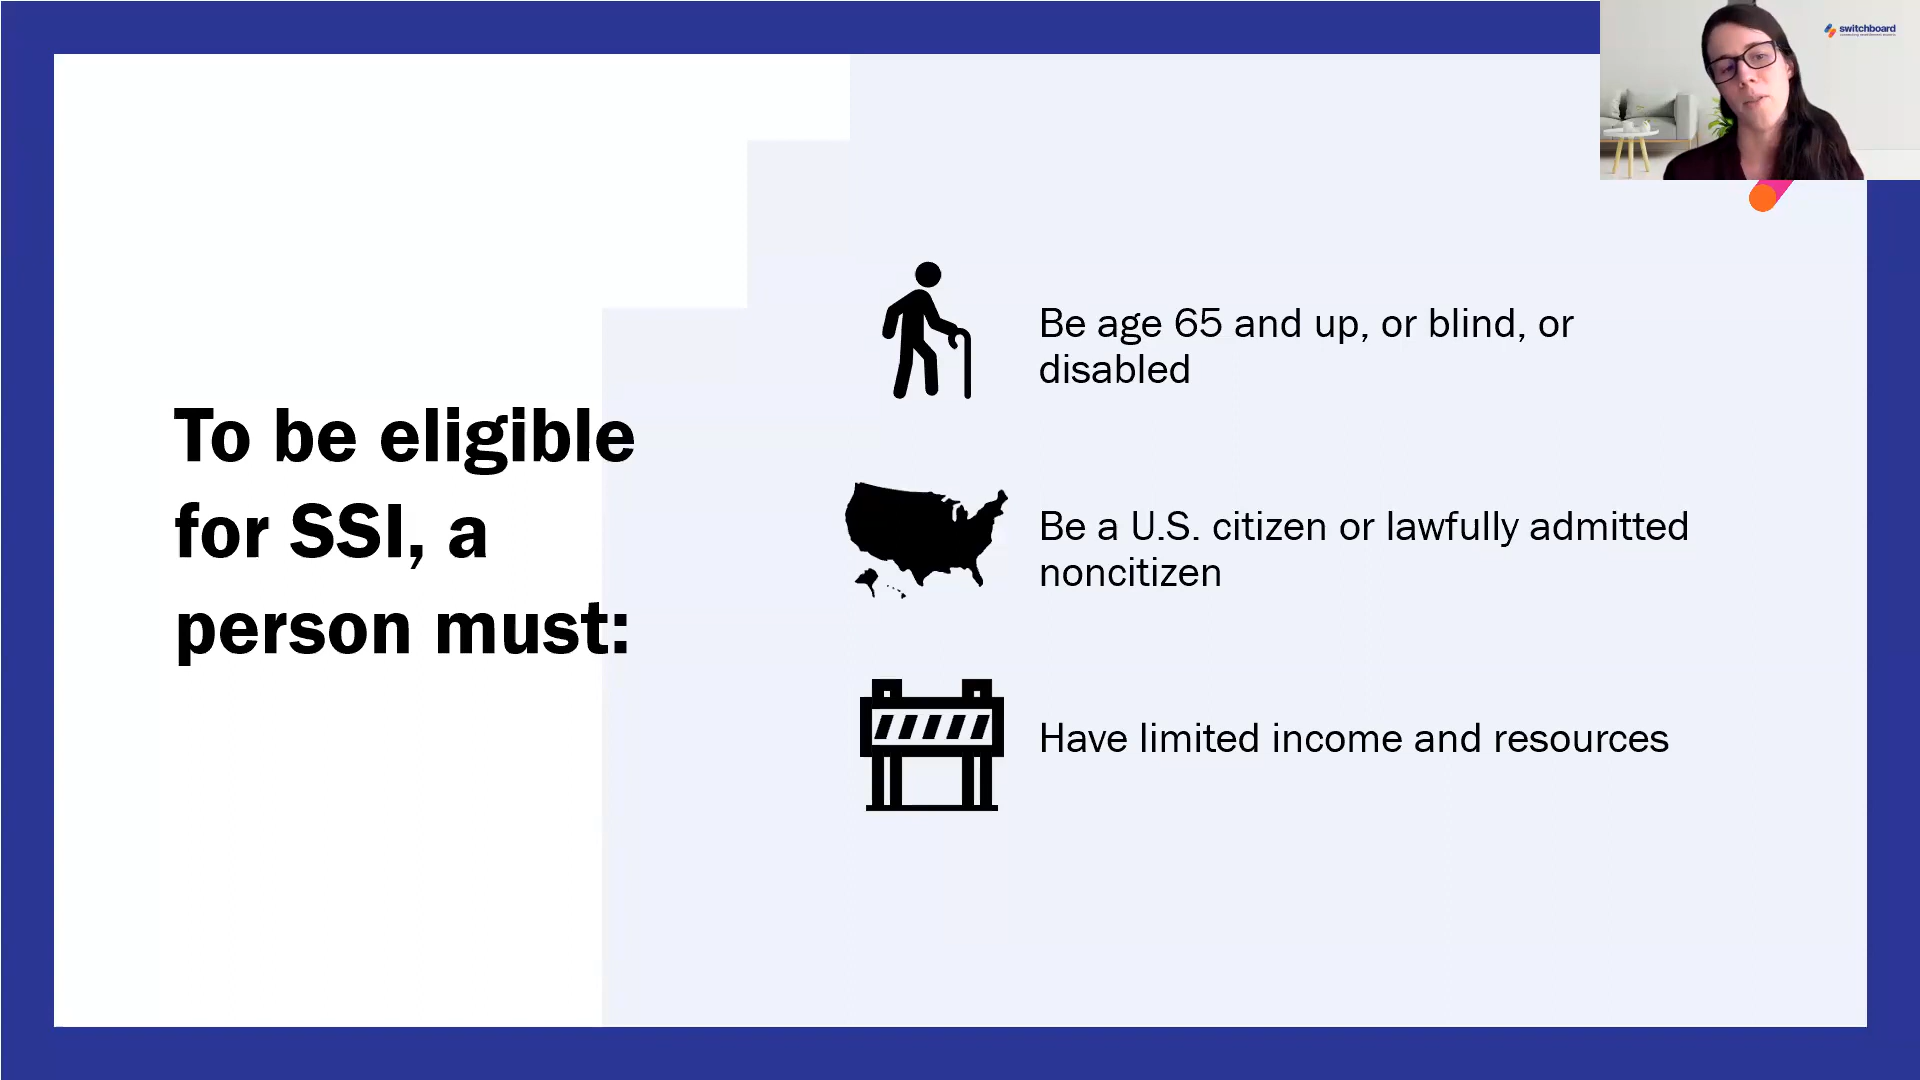 switchboard
To be eligible
for SSI, a
person must:
Be age 65 and up, or blind, or
disabled
Be a U.S. citizen or lawfully admitted
noncitizen
Have limited income and resources